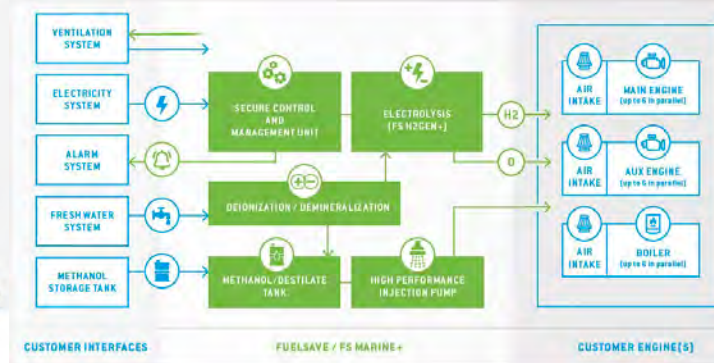 VENTILATION
SYSTEM
ELECTRICITY
SYSTEM
ALARM
SYSTEM
FRESH WATER
SYSTEM
METHANOL
STORAGE TANK
SECURE CONTROL
AND
MANAGEMENT UNIT
ELECTROLYSIS
(FS H2GEN+)
DEIONIZATION / DEMINERALIZATION
METHANOL/DESTILATE
TANK
HIGH PERFORMANCE
INJECTION PUMP
H2
O
AIR
INTAKE
MAIN ENGINE
(up to 6 in parallel)
AIR
INTAKE
AUX ENGINE
(up to 6 in parallel)
AIR
INTAKE
BOILER
(up to 6 in parallel)
CUSTOMER INTERFACES
FUELSAVE / FS MARINE+
CUSTOMER ENGINE(S)